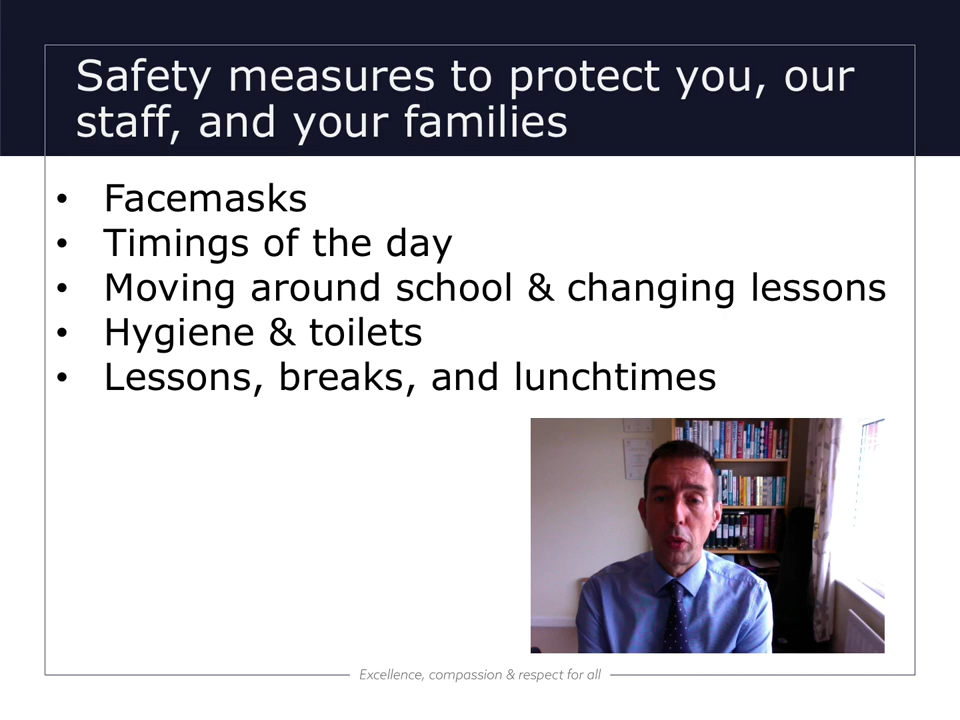 Safety measures to protect you, our
staff, and your families
• Facemasks
• Timings of the day
• Moving around school & changing lessons
• Hygiene & toilets
• Lessons, breaks, and lunchtimes
Excellence, compassion & respect for all